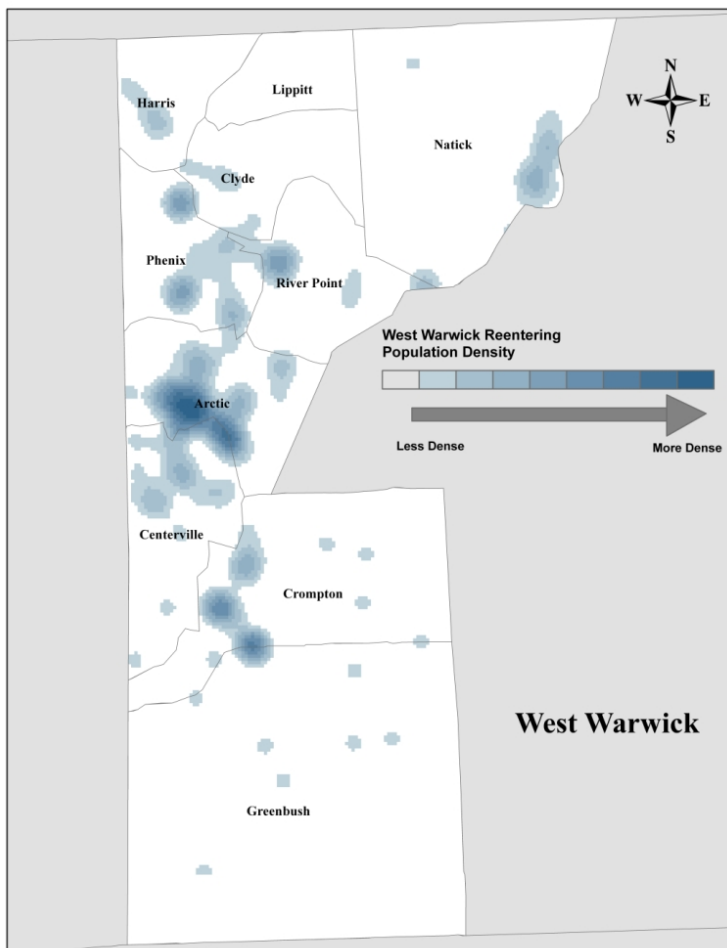 N
W E
S
Harris
Lippitt
Natick
Clyde
Phenix
River Point
West Warwick Reentering
Population Density
Less Dense
More Dense
Arctic
Centerville
Crompton
West Warwick
Greenbush